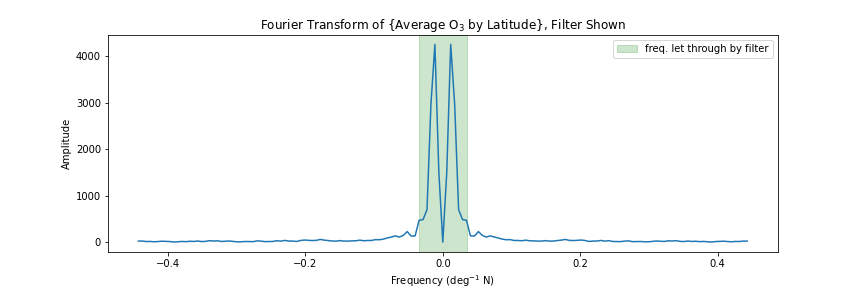 Fourier Transform of {Average O₃ by Latitude}, Filter Shown
freq. let through by filter
Amplitude
4000
3000
2000
1000
0
−0.4
−0.2
0.0
0.2
0.4
Frequency (deg⁻¹ N)